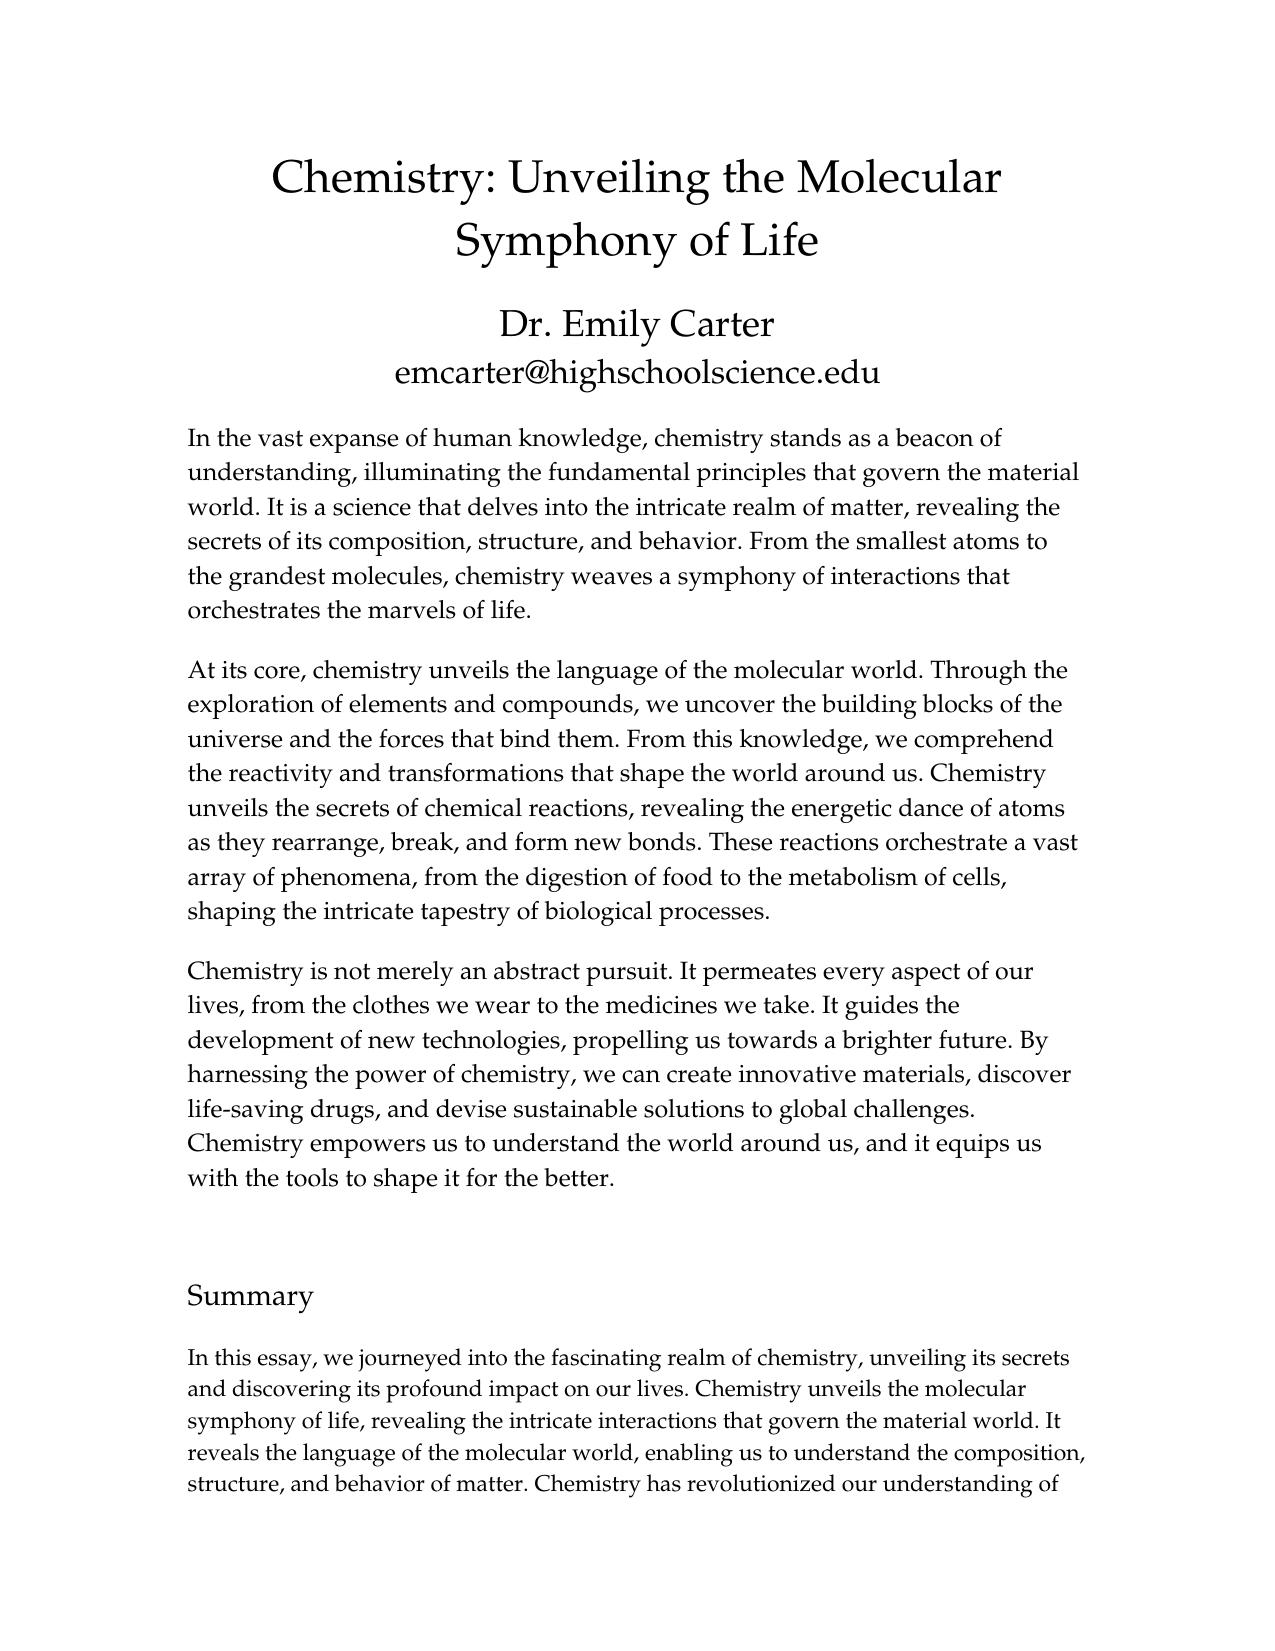 Chemistry: Unveiling the Molecular
Symphony of Life
Dr. Emily Carter
emcarter@highschoolscience.edu
In the vast expanse of human knowledge, chemistry stands as a beacon of
understanding, illuminating the fundamental principles that govern the material
world. It is a science that delves into the intricate realm of matter, revealing the
secrets of its composition, structure, and behavior. From the smallest atoms to
the grandest molecules, chemistry weaves a symphony of interactions that
orchestrates the marvels of life.
At its core, chemistry unveils the language of the molecular world. Through the
exploration of elements and compounds, we uncover the building blocks of the
universe and the forces that bind them. From this knowledge, we comprehend
the reactivity and transformations that shape the world around us. Chemistry
unveils the secrets of chemical reactions, revealing the energetic dance of atoms
as they rearrange, break, and form new bonds. These reactions orchestrate a vast
array of phenomena, from the digestion of food to the metabolism of cells,
shaping the intricate tapestry of biological processes.
Chemistry is not merely an abstract pursuit. It permeates every aspect of our
lives, from the clothes we wear to the medicines we take. It guides the
development of new technologies, propelling us towards a brighter future. By
harnessing the power of chemistry, we can create innovative materials, discover
life-saving drugs, and devise sustainable solutions to global challenges.
Chemistry empowers us to understand the world around us, and it equips us
with the tools to shape it for the better.
Summary
In this essay, we journeyed into the fascinating realm of chemistry, unveiling its secrets
and discovering its profound impact on our lives. Chemistry unveils the molecular
symphony of life, revealing the intricate interactions that govern the material world. It
reveals the language of the molecular world, enabling us to understand the composition,
structure, and behavior of matter. Chemistry has revolutionized our understanding of